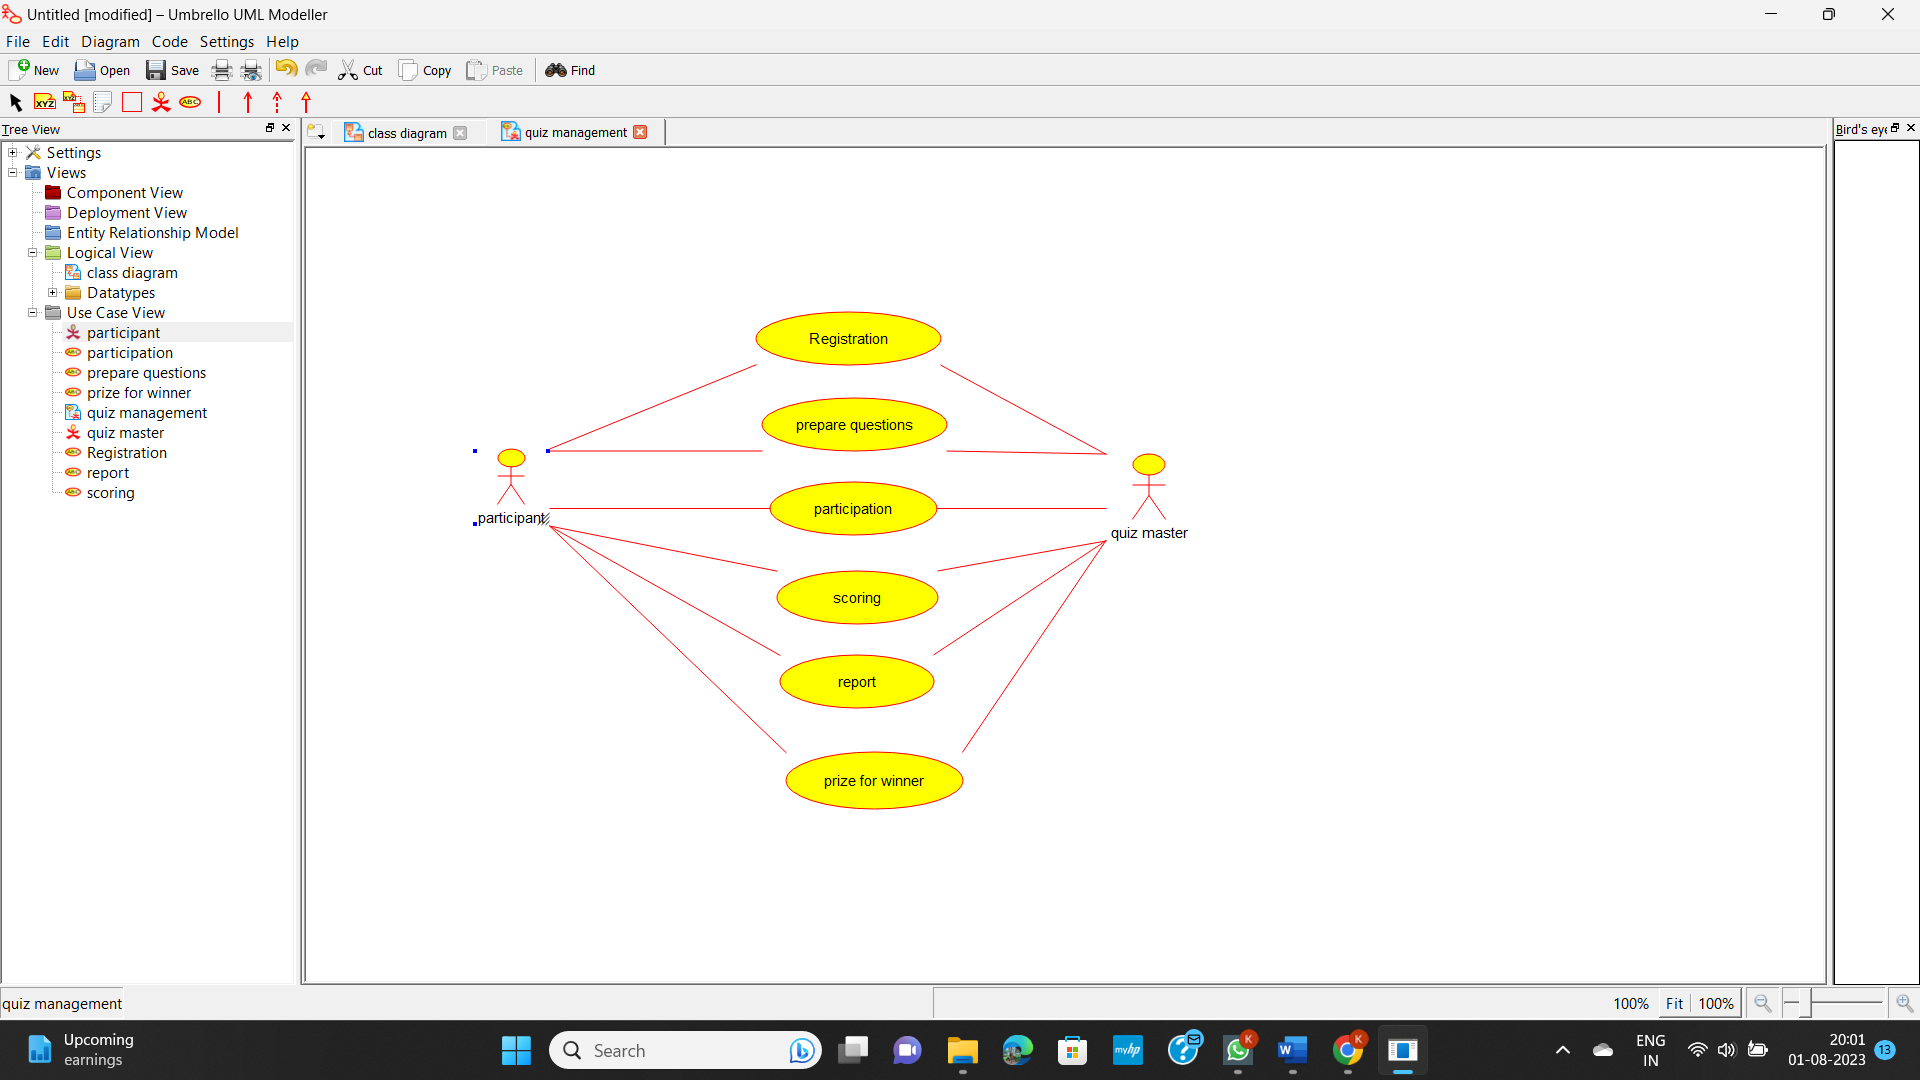 Untitled [modified] – Umbrello UML Modeller
File Edit Diagram Code Settings Help
New Open Save Cut Copy Paste Find
XYZ XYZ ABC
Tree View
class diagram
quiz management
Bird's eye
Settings
Views
Component View
Deployment View
Entity Relationship Model
Logical View
class diagram
Datatypes
Use Case View
participant
participation
prepare questions
prize for winner
quiz management
quiz master
Registration
report
scoring
Registration
prepare questions
participant
participation
quiz master
scoring
report
prize for winner
quiz management
100% Fit 100%
Upcoming
earnings
Search
myhp
K
W
K
ENG
IN
20:01
01-08-2023
13